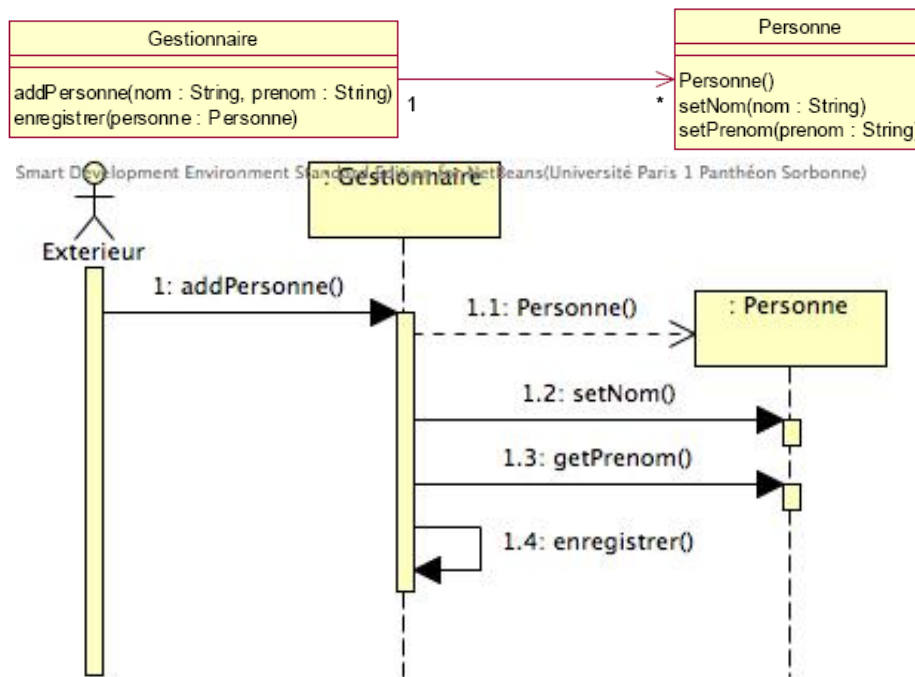 Gestionnaire
addPersonne(nom : String, prenom : String)
enregistrer(personne : Personne)
1
*
Personne
Personne()
setNom(nom : String)
setPrenom(prenom : String)
Smart Development Environment Standard Edition for NetBeans(Université Paris 1 Panthéon Sorbonne)
: Gestionnaire
Exterieur
1: addPersonne()
1.1: Personne()
: Personne
1.2: setNom()
1.3: getPrenom()
1.4: enregistrer()